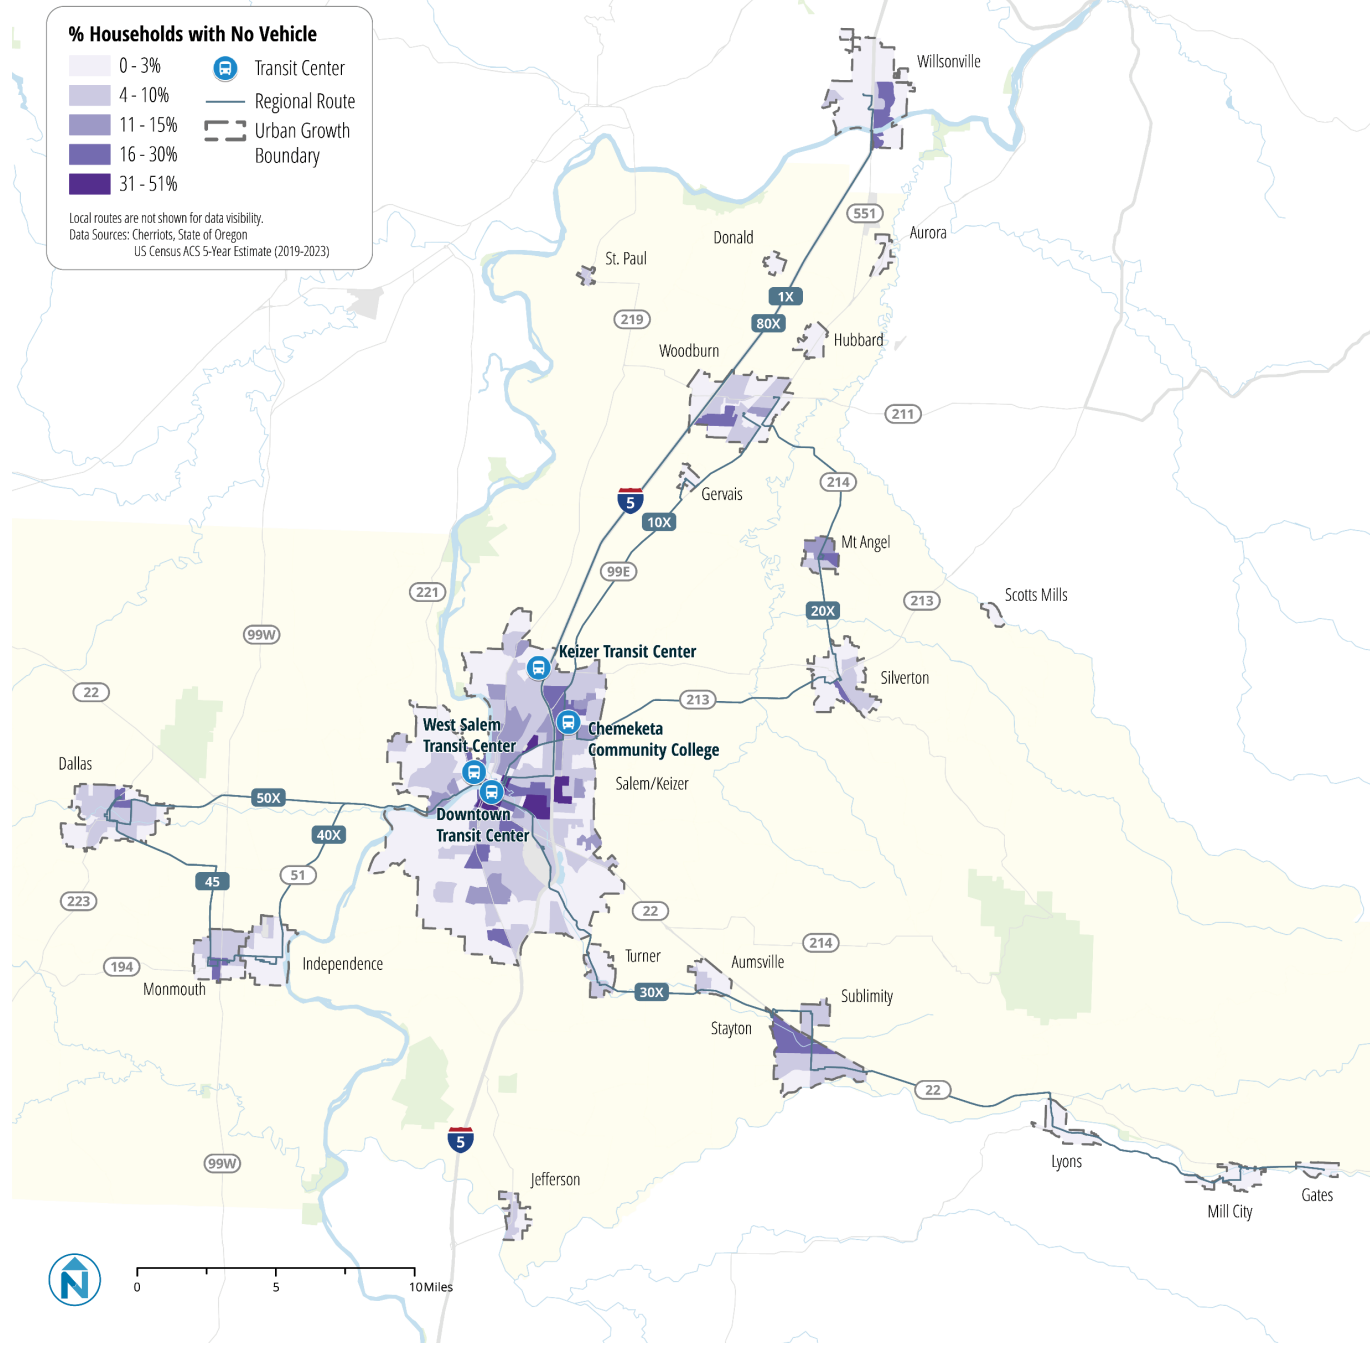 % Households with No Vehicle
0 - 3%
4 - 10%
11 - 15%
16 - 30%
31 - 51%
Transit Center
Regional Route
Urban Growth
Boundary
Local routes are not shown for data visibility.
Data Sources: Cherriots, State of Oregon
US Census ACS 5-Year Estimate (2019-2023)
Willsonville
551
Aurora
Donald
St. Paul
1X
219
80X
Hubbard
Woodburn
211
214
Gervais
5
10X
Mt Angel
99E
221
Scotts Mills
213
20X
99W
Keizer Transit Center
Silverton
22
213
West Salem
Transit Center
Chemeketa
Community College
Dallas
Salem/Keizer
50X
Downtown
Transit Center
40X
45
51
223
22
214
Turner
Aumsville
Independence
194
Monmouth
30X
Sublimity
Stayton
22
5
99W
Lyons
Jefferson
Gates
Mill City
N
0
5
10 Miles